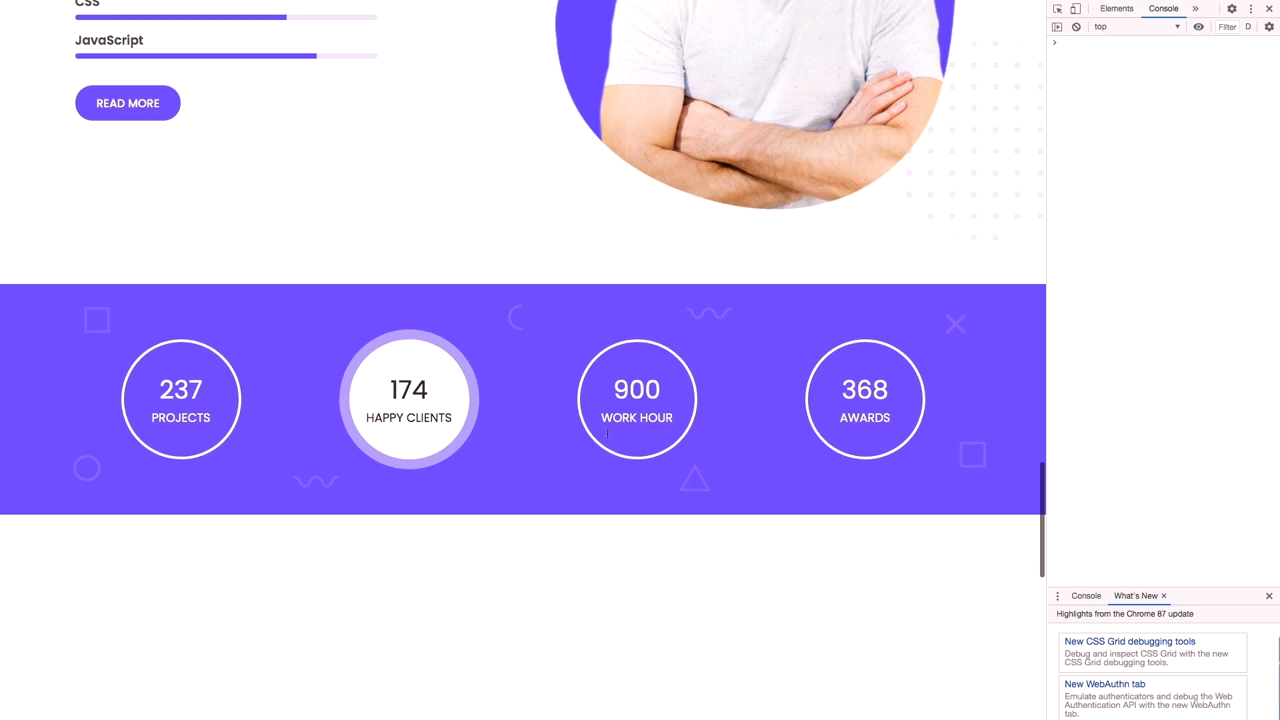 CSS
JavaScript
READ MORE
237
PROJECTS
174
HAPPY CLIENTS
900
WORK HOUR
368
AWARDS
Elements Console »
top Filter D
Console What's New
Highlights from the Chrome 87 update
New CSS Grid debugging tools
Debug and inspect CSS Grid with the new
CSS Grid debugging tools.
New WebAuthn tab
Emulate authenticators and debug the Web
Authentication API with the new WebAuthn
tab.